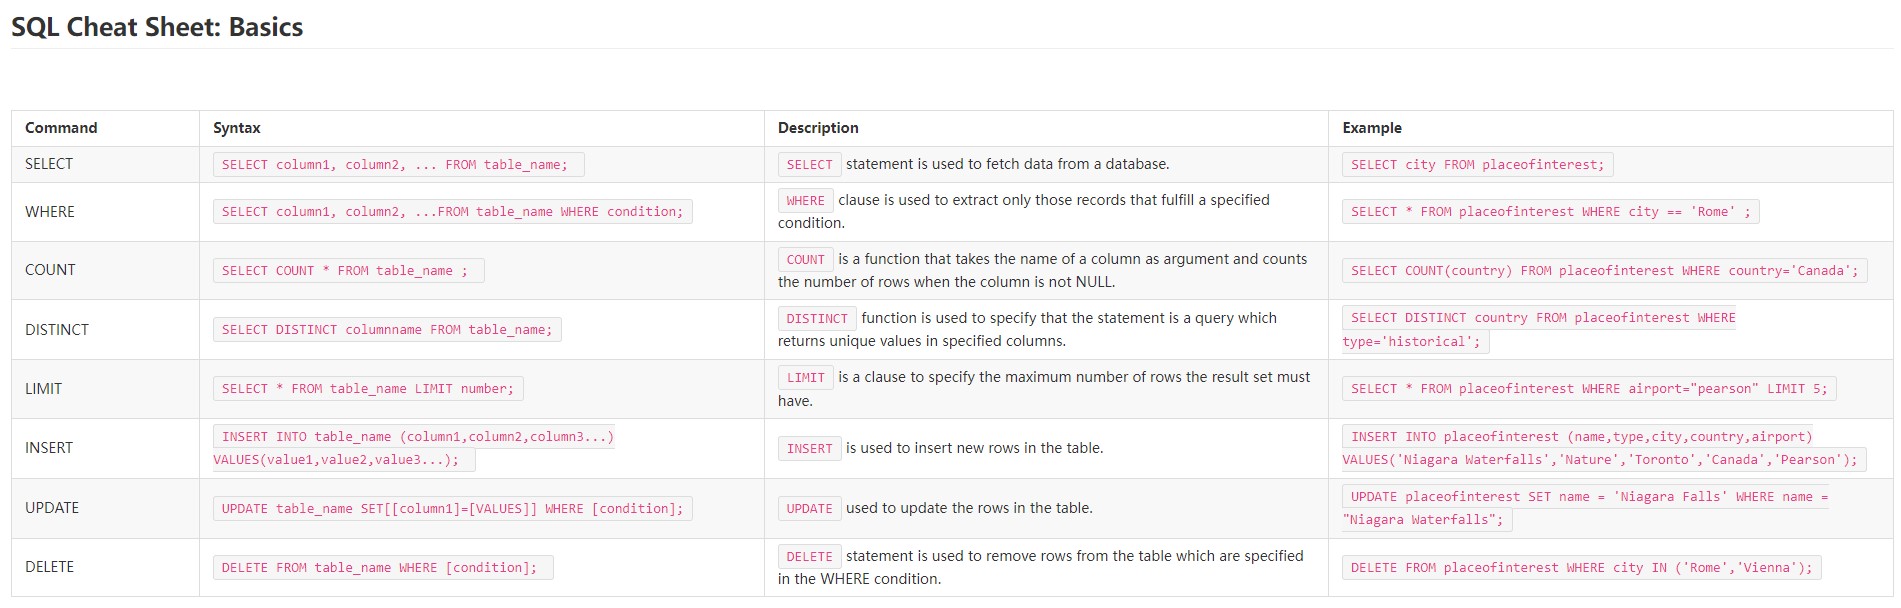 SQL Cheat Sheet: Basics
Command Syntax Description Example
SELECT SELECT column1, column2, ... FROM table_name; SELECT statement is used to fetch data from a database. SELECT city FROM placeofinterest;
WHERE SELECT column1, column2, ...FROM table_name WHERE condition; WHERE clause is used to extract only those records that fulfill a specified
condition. SELECT * FROM placeofinterest WHERE city == 'Rome' ;
COUNT SELECT COUNT * FROM table_name ; COUNT is a function that takes the name of a column as argument and counts
the number of rows when the column is not NULL. SELECT COUNT(country) FROM placeofinterest WHERE country='Canada';
DISTINCT SELECT DISTINCT columnname FROM table_name; DISTINCT function is used to specify that the statement is a query which
returns unique values in specified columns. SELECT DISTINCT country FROM placeofinterest WHERE
type='historical';
LIMIT SELECT * FROM table_name LIMIT number; LIMIT is a clause to specify the maximum number of rows the result set must
have. SELECT * FROM placeofinterest WHERE airport="pearson" LIMIT 5;
INSERT INSERT INTO table_name (column1,column2,column3...)
VALUES(value1,value2,value3...); INSERT is used to insert new rows in the table. INSERT INTO placeofinterest (name,type,city,country,airport)
VALUES('Niagara Waterfalls','Nature','Toronto','Canada','Pearson');
UPDATE UPDATE table_name SET[[column1]=[VALUES]] WHERE [condition]; UPDATE used to update the rows in the table. UPDATE placeofinterest SET name = 'Niagara Falls' WHERE name =
"Niagara Waterfalls";
DELETE DELETE FROM table_name WHERE [condition]; DELETE statement is used to remove rows from the table which are specified
in the WHERE condition. DELETE FROM placeofinterest WHERE city IN ('Rome','Vienna');